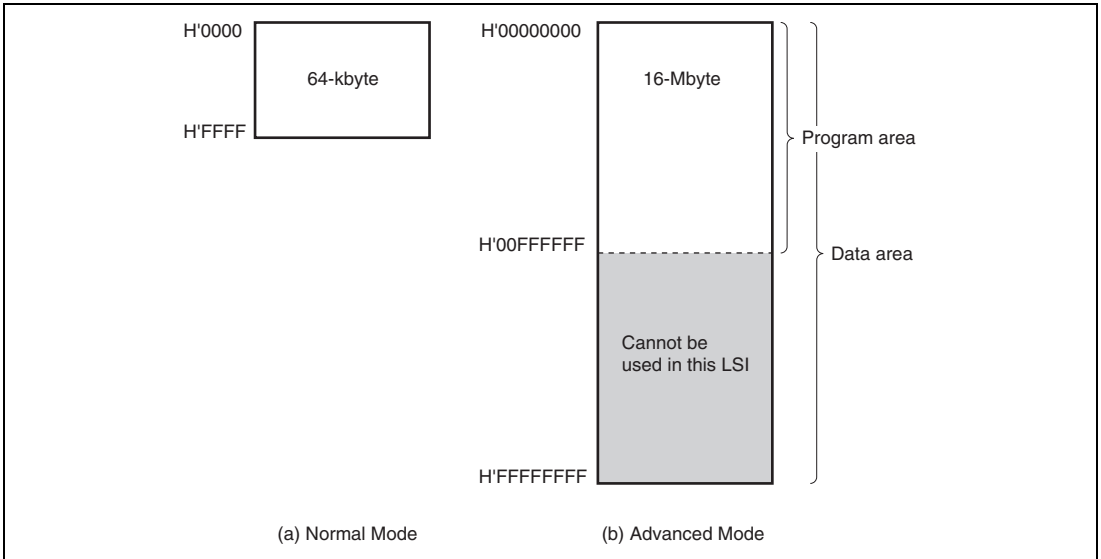 H'0000
64-kbyte
H'FFFF
H'00000000
16-Mbyte
Program area
H'00FFFFFF
Data area
Cannot be
used in this LSI
H'FFFFFFFF
(a) Normal Mode
(b) Advanced Mode